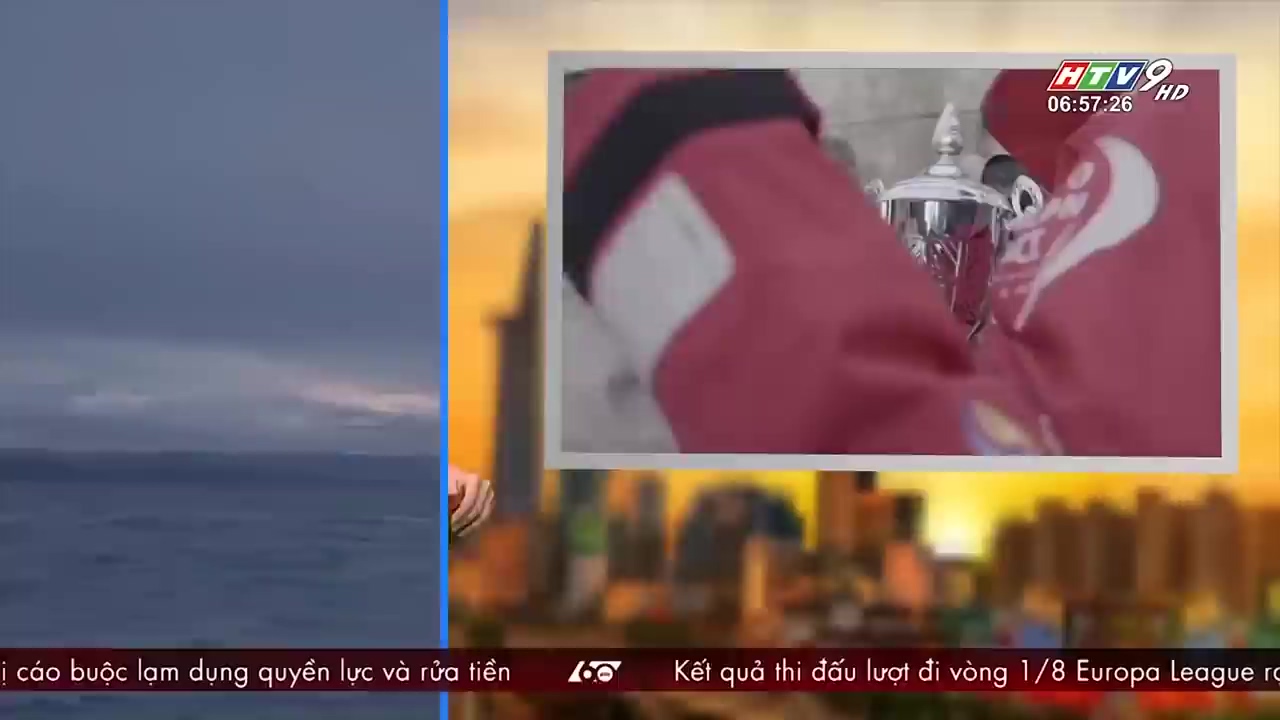 HTV9 HD
06:57:26
ị cáo buộc lạm dụng quyền lực và rửa tiền
60
Kết quả thi đấu lượt đi vòng 1/8 Europa League